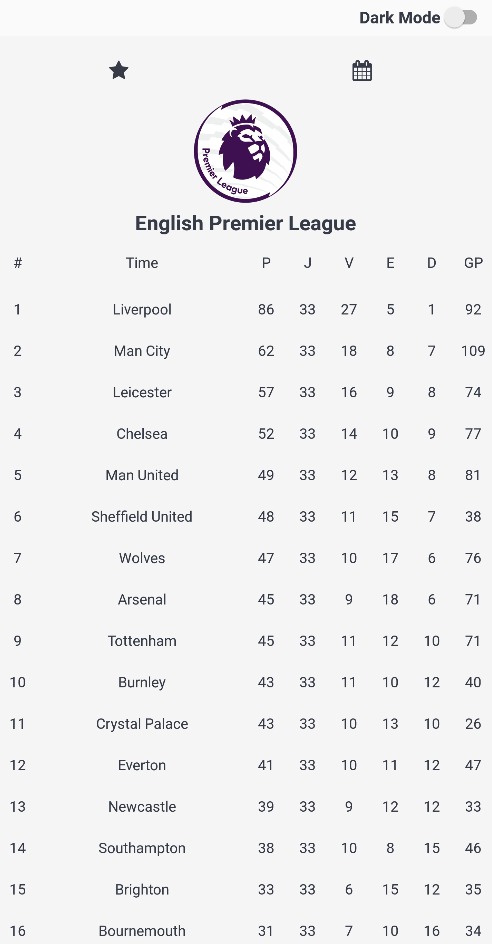 Dark Mode
Premier League
English Premier League
# Time P J V E D GP
1 Liverpool 86 33 27 5 1 92
2 Man City 62 33 18 8 7 109
3 Leicester 57 33 16 9 8 74
4 Chelsea 52 33 14 10 9 77
5 Man United 49 33 12 13 8 81
6 Sheffield United 48 33 11 15 7 38
7 Wolves 47 33 10 17 6 76
8 Arsenal 45 33 9 18 6 71
9 Tottenham 45 33 11 12 10 71
10 Burnley 43 33 11 10 12 40
11 Crystal Palace 43 33 10 13 10 26
12 Everton 41 33 10 11 12 47
13 Newcastle 39 33 9 12 12 33
14 Southampton 38 33 10 8 15 46
15 Brighton 33 33 6 15 12 35
16 Bournemouth 31 33 7 10 16 34